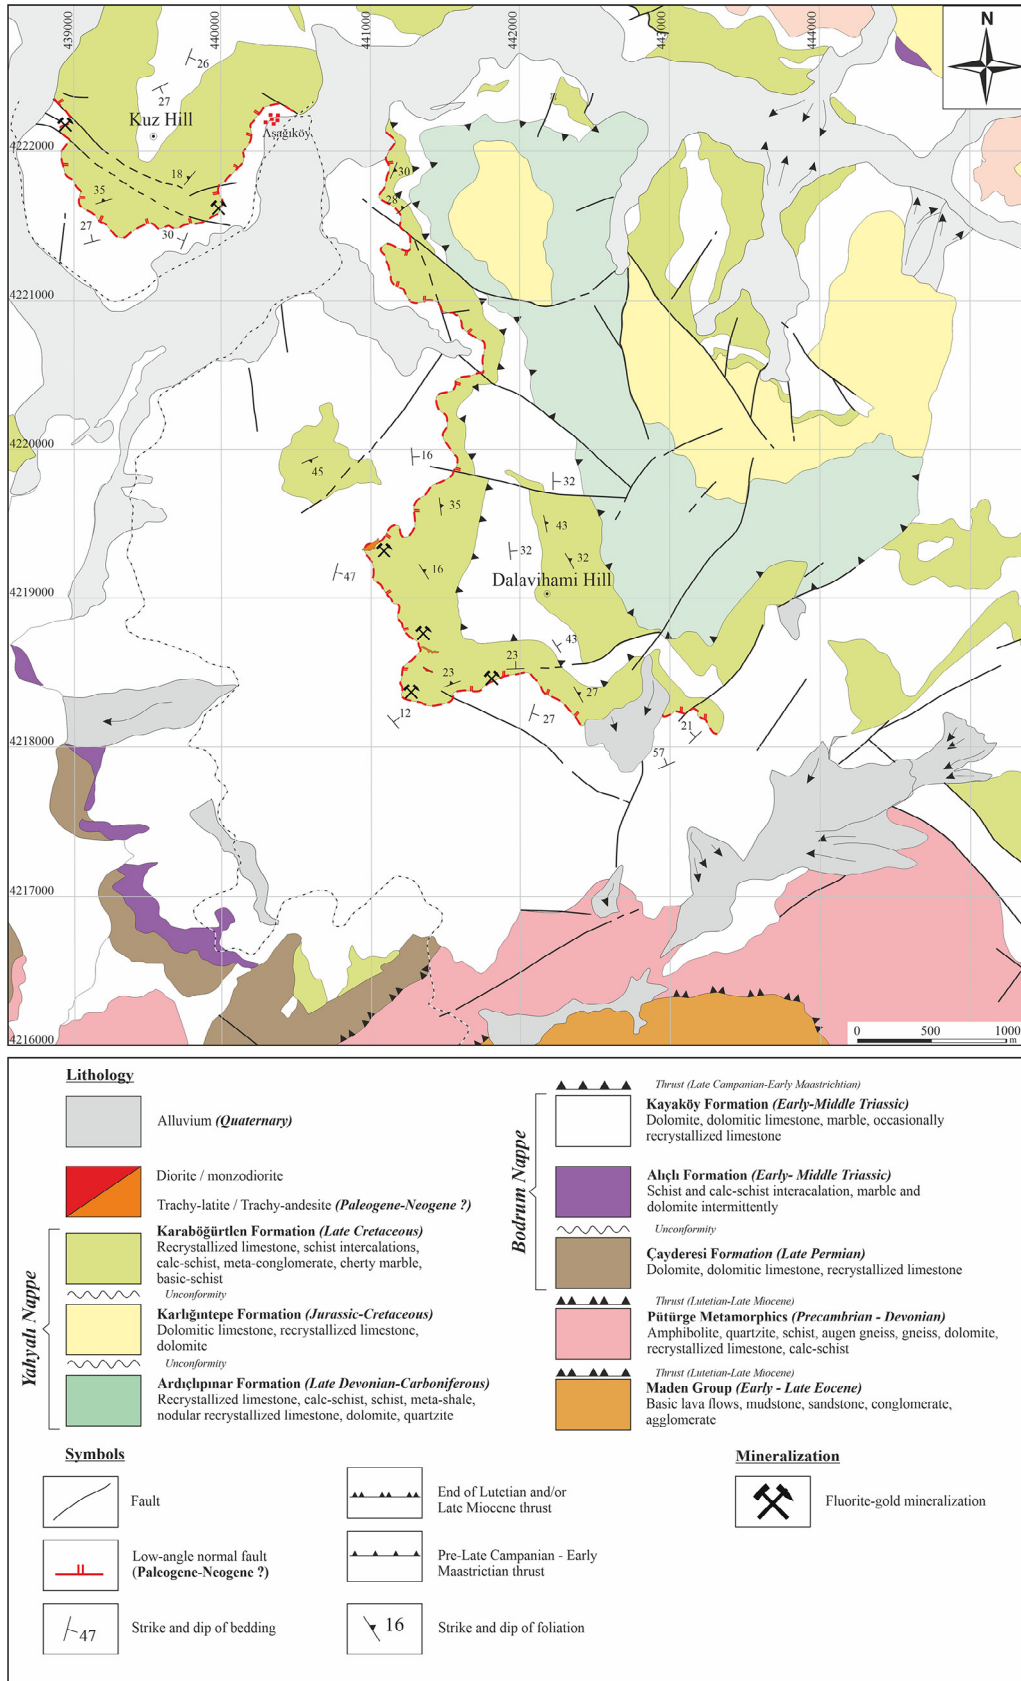 439000
440000
441000
442000
443000
444000
N
26
27
Kuz Hill
Aşağıköy
4222000
18
30
35
28
27
30
4221000
4220000
16
45
32
35
43
32
32
16
47
Dalavihami Hill
4219000
43
23
23
27
12
27
21
4218000
57
4217000
4216000
0 500 1000
m
Lithology
Alluvium (Quaternary)
Diorite / monzodiorite
Trachy-latite / Trachy-andesite (Paleogene-Neogene ?)
Yahyalı Nappe
Karaböğürtlen Formation (Late Cretaceous)
Recrystallized limestone, schist intercalations,
calc-schist, meta-conglomerate, cherty marble,
basic-schist
Unconformity
Karlığıntepe Formation (Jurassic-Cretaceous)
Dolomitic limestone, recrystallized limestone,
dolomite
Unconformity
Ardıçlıpınar Formation (Late Devonian-Carboniferous)
Recrystallized limestone, calc-schist, schist, meta-shale,
nodular recrystallized limestone, dolomite, quartzite
Thrust (Late Campanian-Early Maastrichtian)
Bodrum Nappe
Kayaköy Formation (Early-Middle Triassic)
Dolomite, dolomitic limestone, marble, occasionally
recrystallized limestone
Alıçlı Formation (Early- Middle Triassic)
Schist and calc-schist interacalation, marble and
dolomite intermittently
Unconformity
Çayderesi Formation (Late Permian)
Dolomite, dolomitic limestone, recrystallized limestone
Thrust (Lutetian-Late Miocene)
Pütürge Metamorphics (Precambrian - Devonian)
Amphibolite, quartzite, schist, augen gneiss, gneiss, dolomite,
recrystallized limestone, calc-schist
Thrust (Lutetian-Late Miocene)
Maden Group (Early - Late Eocene)
Basic lava flows, mudstone, sandstone, conglomerate,
agglomerate
Symbols
Fault
Low-angle normal fault
(Paleogene-Neogene ?)
47
Strike and dip of bedding
End of Lutetian and/or
Late Miocene thrust
Pre-Late Campanian - Early
Maastrictian thrust
16
Strike and dip of foliation
Mineralization
Fluorite-gold mineralization